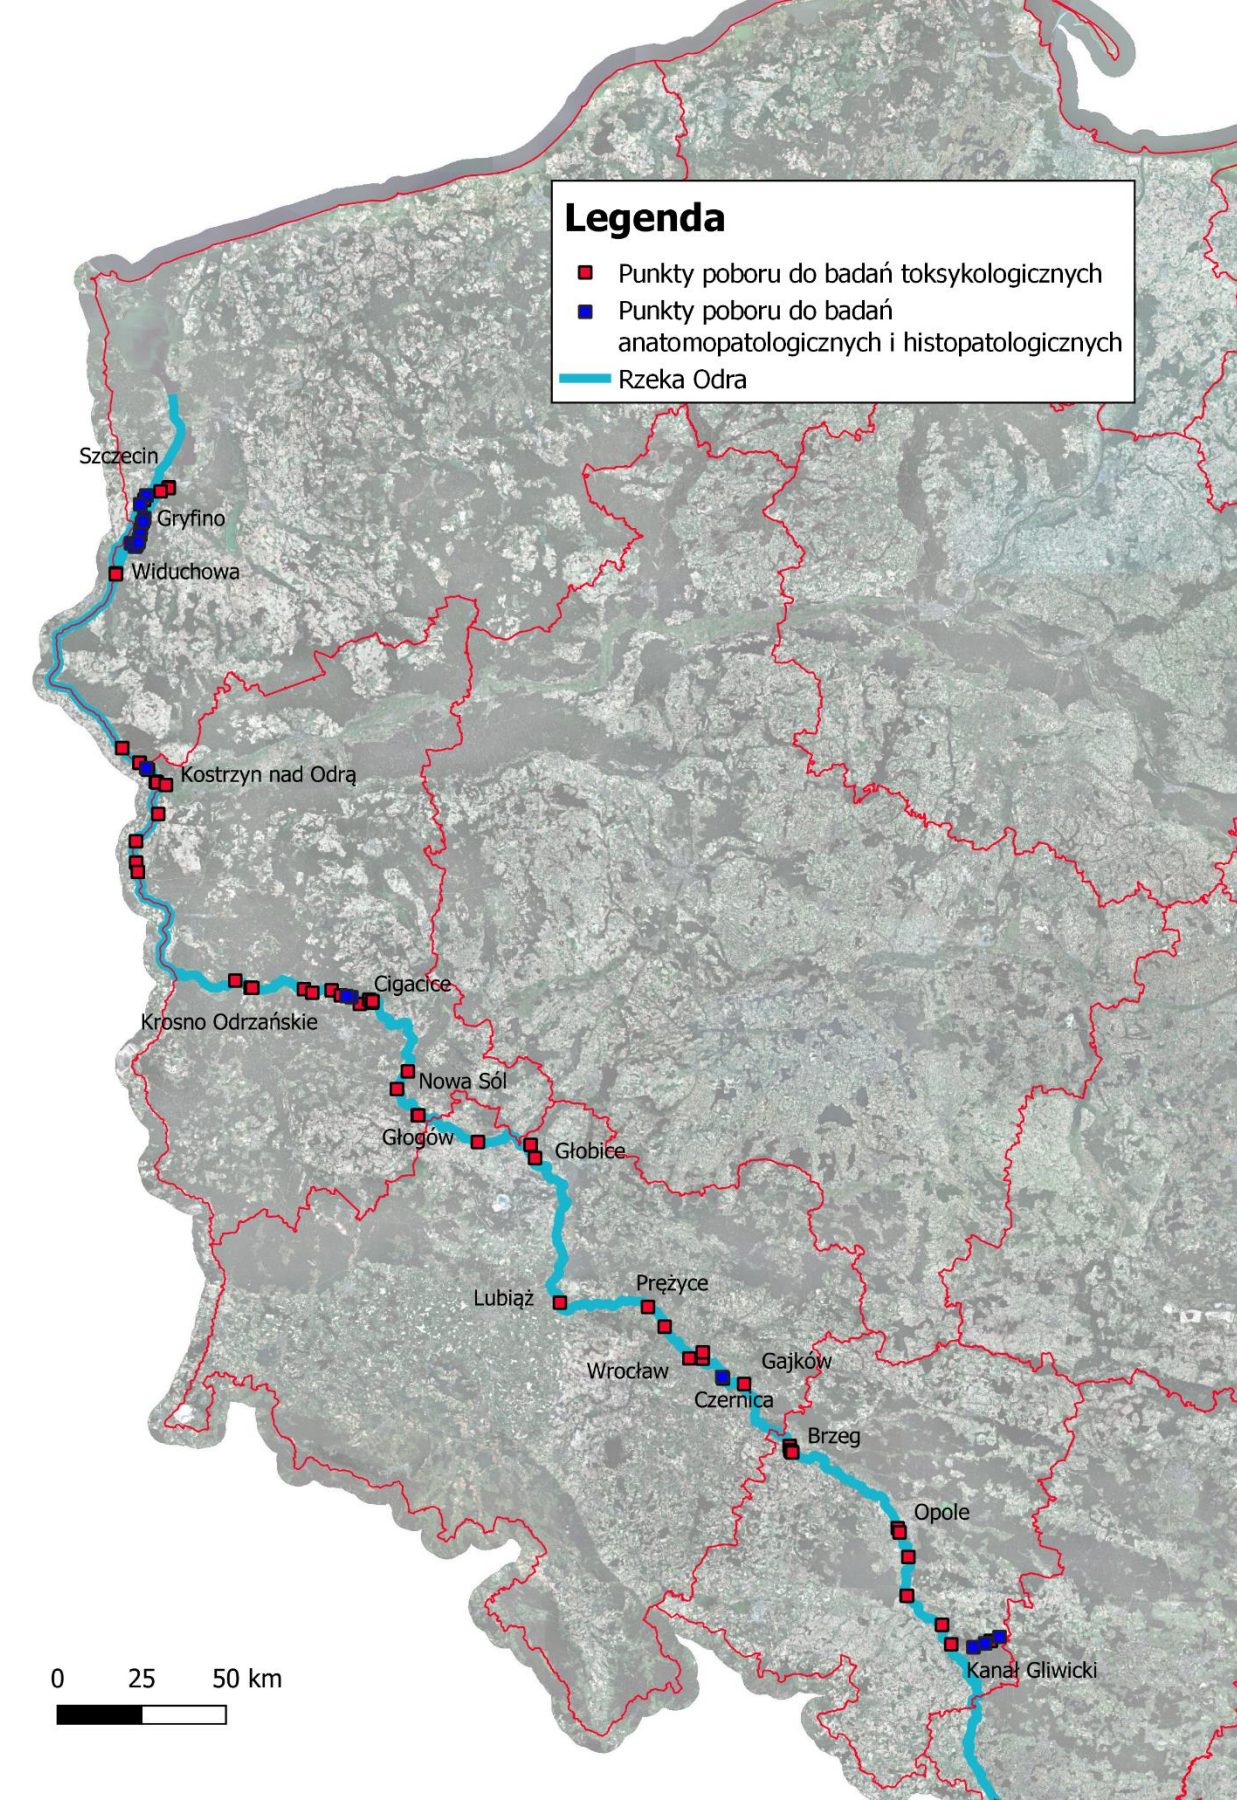 Legenda
Punkty poboru do badań toksykologicznych
Punkty poboru do badań
anatomopatologicznych i histopatologicznych
Rzeka Odra
Szczecin
Gryfino
Widuchowa
Kostrzyn nad Odrą
Cigacice
Krosno Odrzańskie
Nowa Sól
Głogów
Głobice
Prężyce
Lubiąż
Gajków
Wrocław
Czernica
Brzeg
Opole
Kanał Gliwicki
0 25 50 km